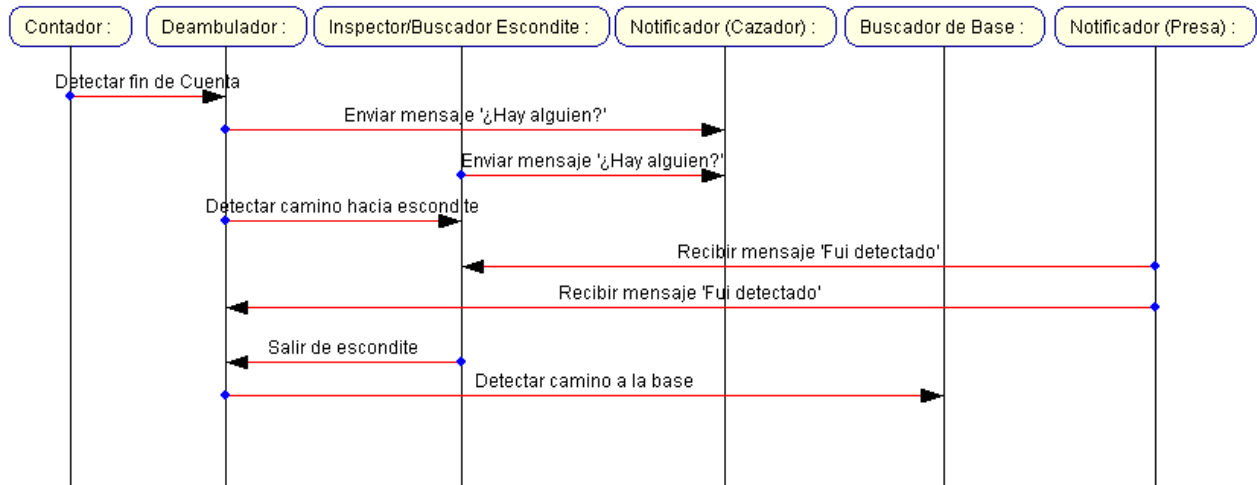 Contador :
Deambulador :
Inspector/Buscador Escondite :
Notificador (Cazador) :
Buscador de Base :
Notificador (Presa) :
Detectar fin de Cuenta
Enviar mensaje '¿Hay alguien?'
Enviar mensaje '¿Hay alguien?'
Detectar camino hacia escondite
Recibir mensaje 'Fui detectado'
Recibir mensaje 'Fui detectado'
Salir de escondite
Detectar camino a la base